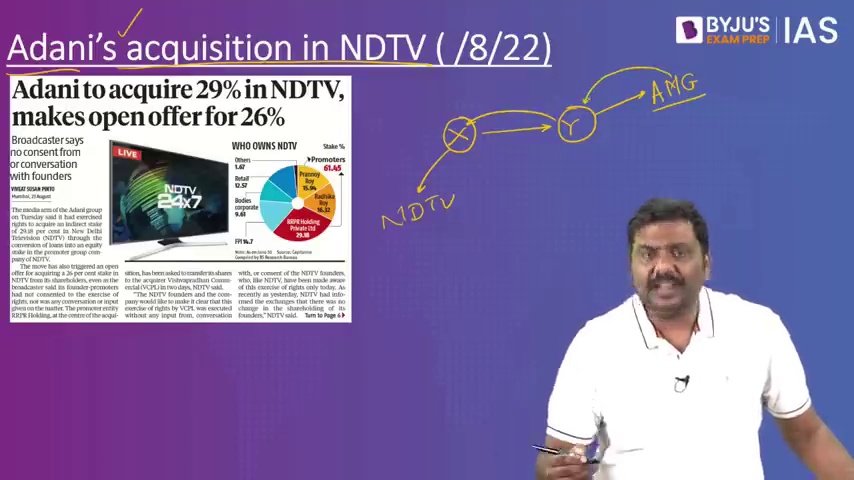 Adani's acquisition in NDTV ( /8/22)
BYJU'S
EXAM PREP
IAS
Adani to acquire 29% in NDTV,
makes open offer for 26%
Broadcaster says
no consent from
or conversation
with founders
VIVEAT SUSAN PINTO
Mumbai, 23 August
The media arm of the Adani group
on Tuesday said it had exercised
rights to acquire an indirect stake
of 29.18 per cent in New Delhi
Television (NDTV) through the
conversion of loans into an equity
stake in the promoter group company
of NDTV.
The move has also triggered an open
offer for acquiring a 26 per cent stake in
NDTV from its shareholders, even as the
broadcaster said its founder-promoters
had not consented to the exercise of
rights, nor was any conversation or input
given on the matter. The promoter entity
RRPR Holding, at the centre of the acqui-
LIVE
NDTV
24x7
WHO OWNS NDTV
Stake %
Others
1.67
Retail
12.57
Bodies
corporate
9.61
FPI 14.7
Promoters
61.45
Prannoy
Roy
15.94
Radhika
Roy
16.32
RRPR Holding
Private Ltd
29.18
Note: As on June 30 Source: Capitaline
Compiled by BS Research Bureau
sition, has been asked to transfer its shares
to the acquirer Vishvapradhan Comm-
ercial (VCPL) in two days, NDTV said.
"The NDTV founders and the com-
pany would like to make it clear that this
exercise of rights by VCPL was executed
without any input from, conversation
with, or consent of the NDTV founders,
who, like NDTV, have been made aware
of this exercise of rights only today. As
recently as yesterday, NDTV had infor-
med the exchanges that there was no
change in the shareholding of its
founders," NDTV said. Turn to Page 6
X
Y
AMG
NDTV